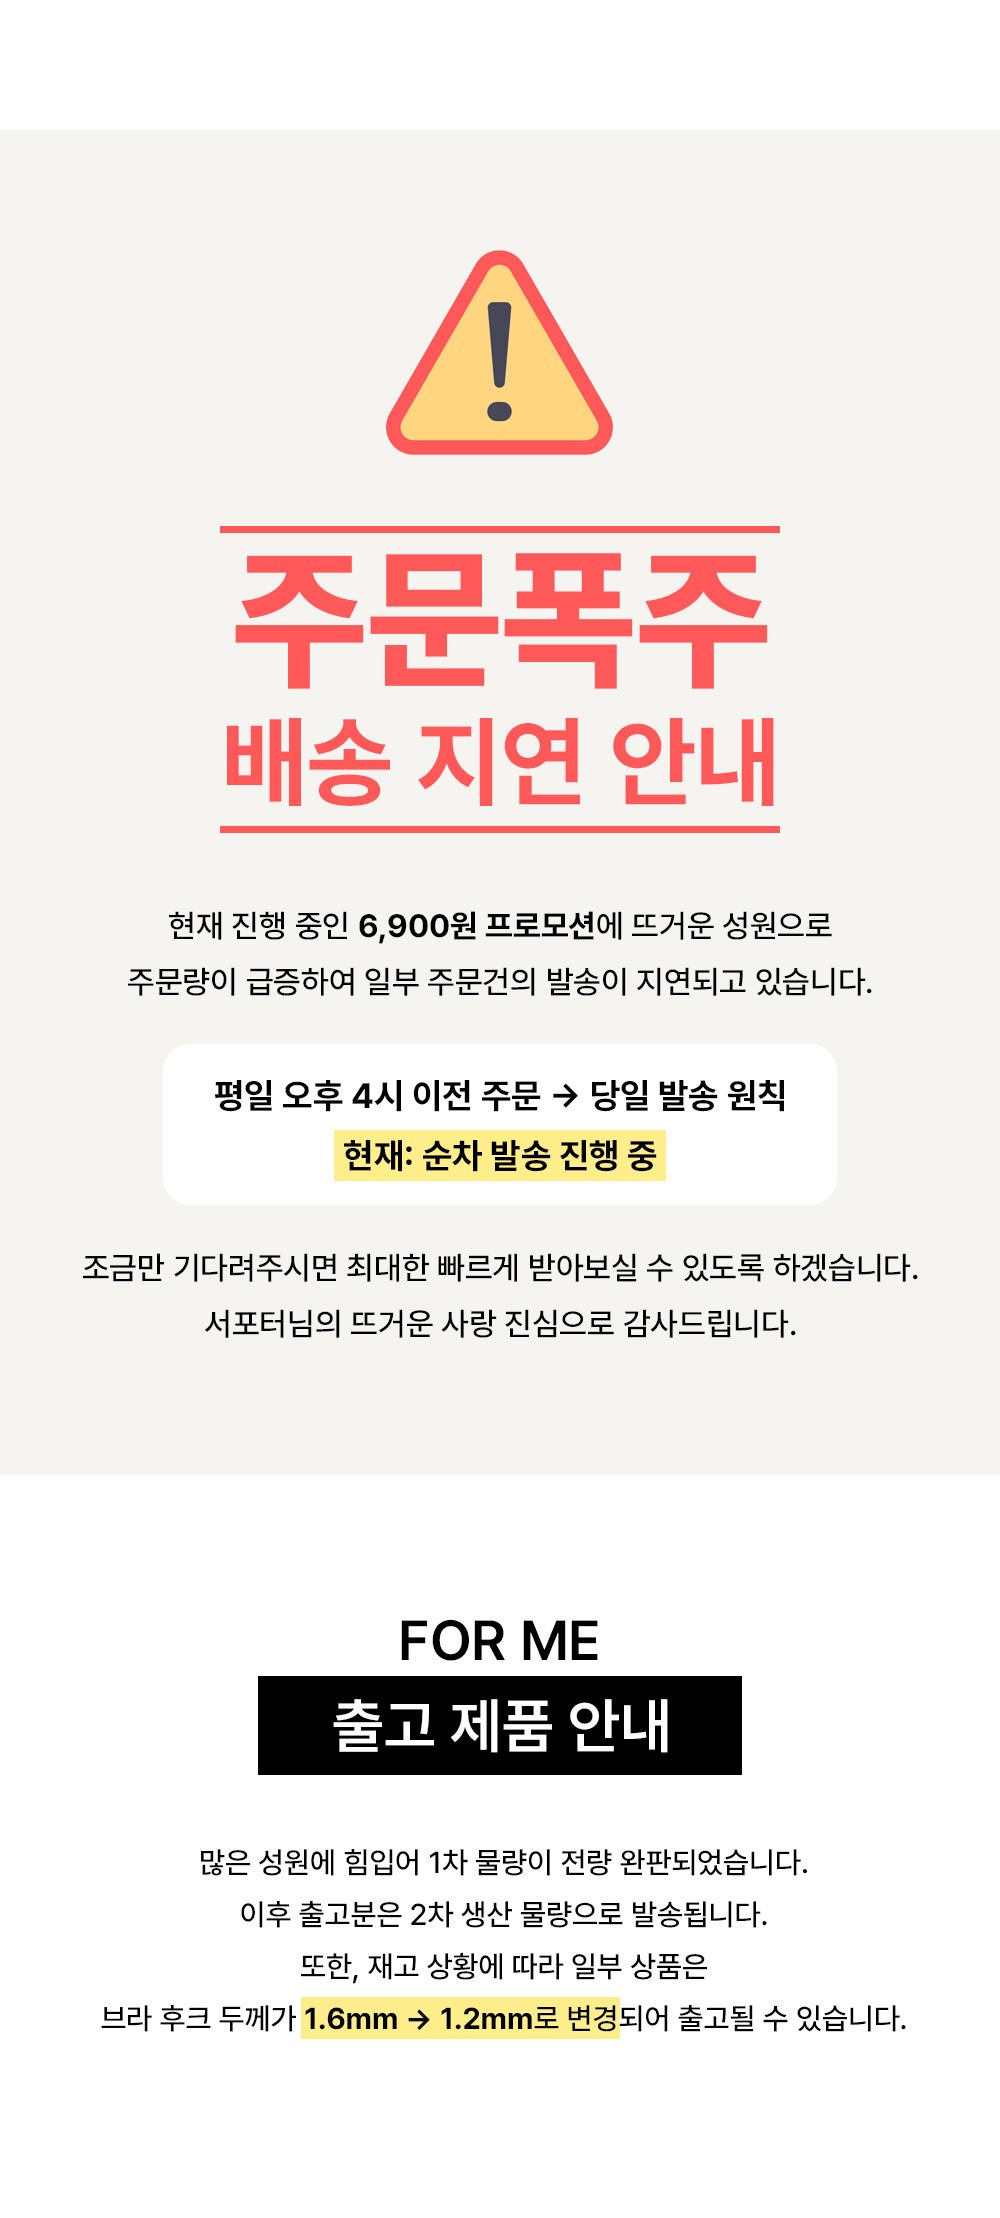 주문폭주
배송 지연 안내
현재 진행 중인 6,900원 프로모션에 뜨거운 성원으로
주문량이 급증하여 일부 주문건의 발송이 지연되고 있습니다.
평일 오후 4시 이전 주문 → 당일 발송 원칙
현재: 순차 발송 진행 중
조금만 기다려주시면 최대한 빠르게 받아보실 수 있도록 하겠습니다.
서포터님의 뜨거운 사랑 진심으로 감사드립니다.
FOR ME
출고 제품 안내
많은 성원에 힘입어 1차 물량이 전량 완판되었습니다.
이후 출고분은 2차 생산 물량으로 발송됩니다.
또한, 재고 상황에 따라 일부 상품은
브라 후크 두께가 1.6mm → 1.2mm로 변경되어 출고될 수 있습니다.